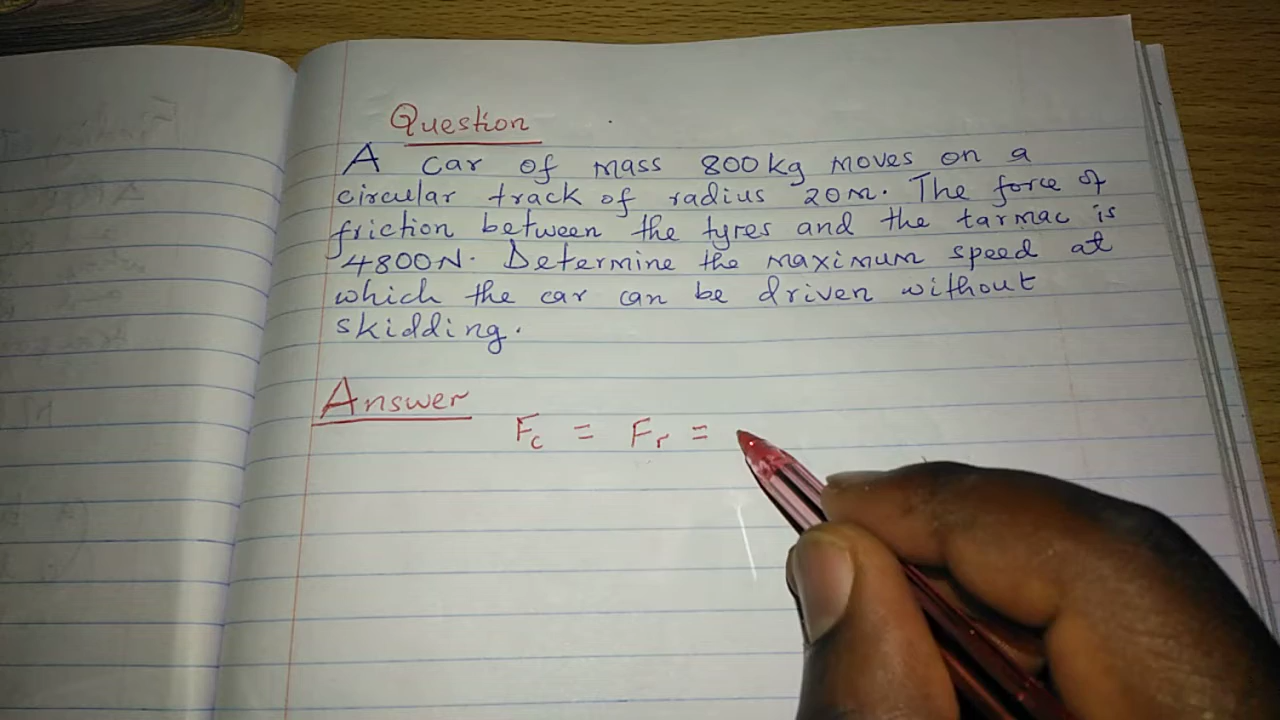 Question
A car of mass 800kg moves on a
circular track of radius 20m. The force of
friction between the tyres and the tarmac is
4800N. Determine the maximum speed at
which the car can be driven without
skidding.
Answer
Fc = Fr =